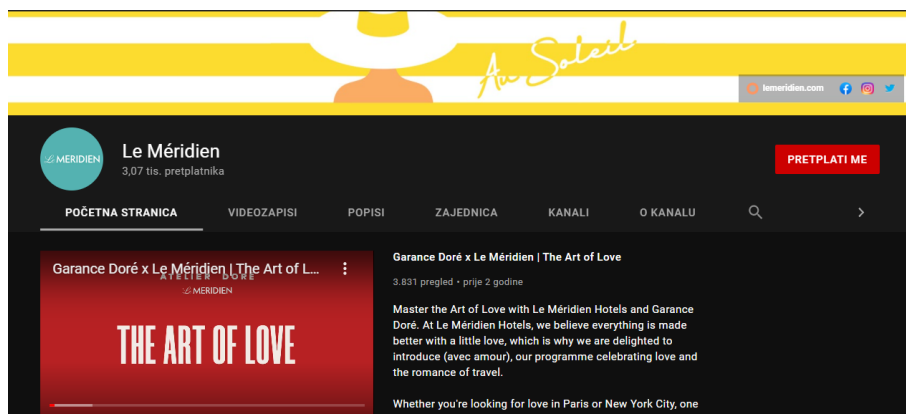 Au Soleil.
lemeridien.com
Le MERIDIEN
Le Méridien
3,07 tis. pretplatnika
PRETPLATI ME
POČETNA STRANICA VIDEOZAPISI POPISI ZAJEDNICA KANALI O KANALU
Garance Doré x Le Méridien | The Art of L...
ATELIER DORÉ
Le MERIDIEN
THE ART OF LOVE
Garance Doré x Le Méridien | The Art of Love
3.831 pregled • prije 2 godine
Master the Art of Love with Le Méridien Hotels and Garance
Doré. At Le Méridien Hotels, we believe everything is made
better with a little love, which is why we are delighted to
introduce (avec amour), our programme celebrating love and
the romance of travel.
Whether you're looking for love in Paris or New York City, one